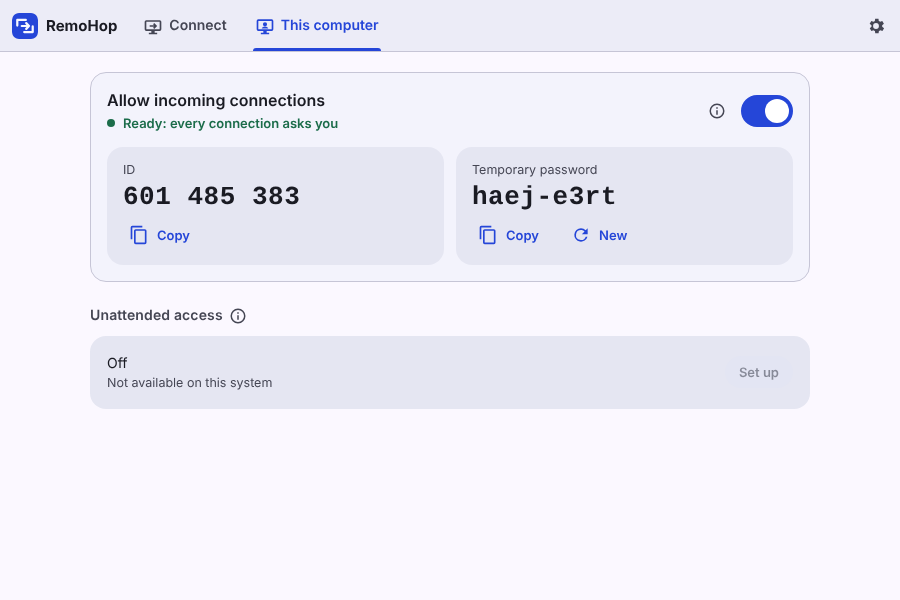 RemoHop
Connect
This computer
Allow incoming connections
Ready: every connection asks you
ID
601 485 383
Copy
Temporary password
haej-e3rt
Copy
New
Unattended access
Off
Not available on this system
Set up